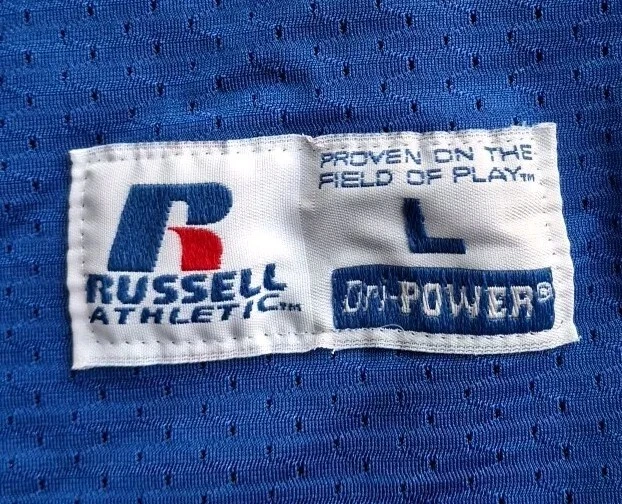 R
RUSSELL
ATHLETIC™
PROVEN ON THE
FIELD OF PLAY™
L
Dri-POWER®